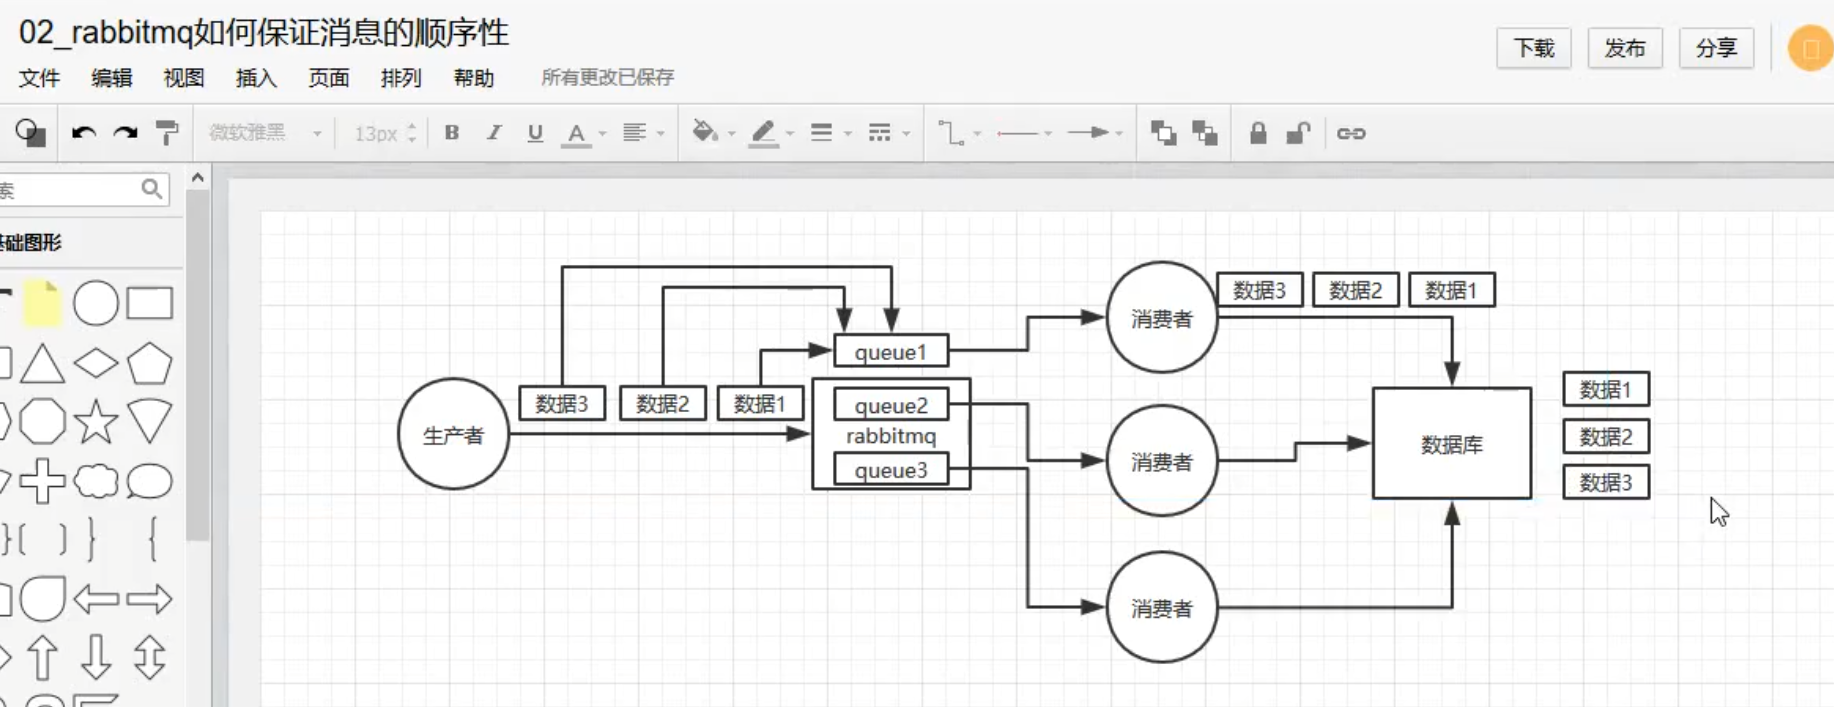 02_rabbitmq如何保证消息的顺序性
下载
发布
分享
文件
编辑
视图
插入
页面
排列
帮助
所有更改已保存
微软雅黑
13px
B
I
U
A
索
基础图形
数据3
数据2
数据1
消费者
queue1
数据3
数据2
数据1
queue2
生产者
rabbitmq
queue3
消费者
数据库
数据1
数据2
数据3
消费者